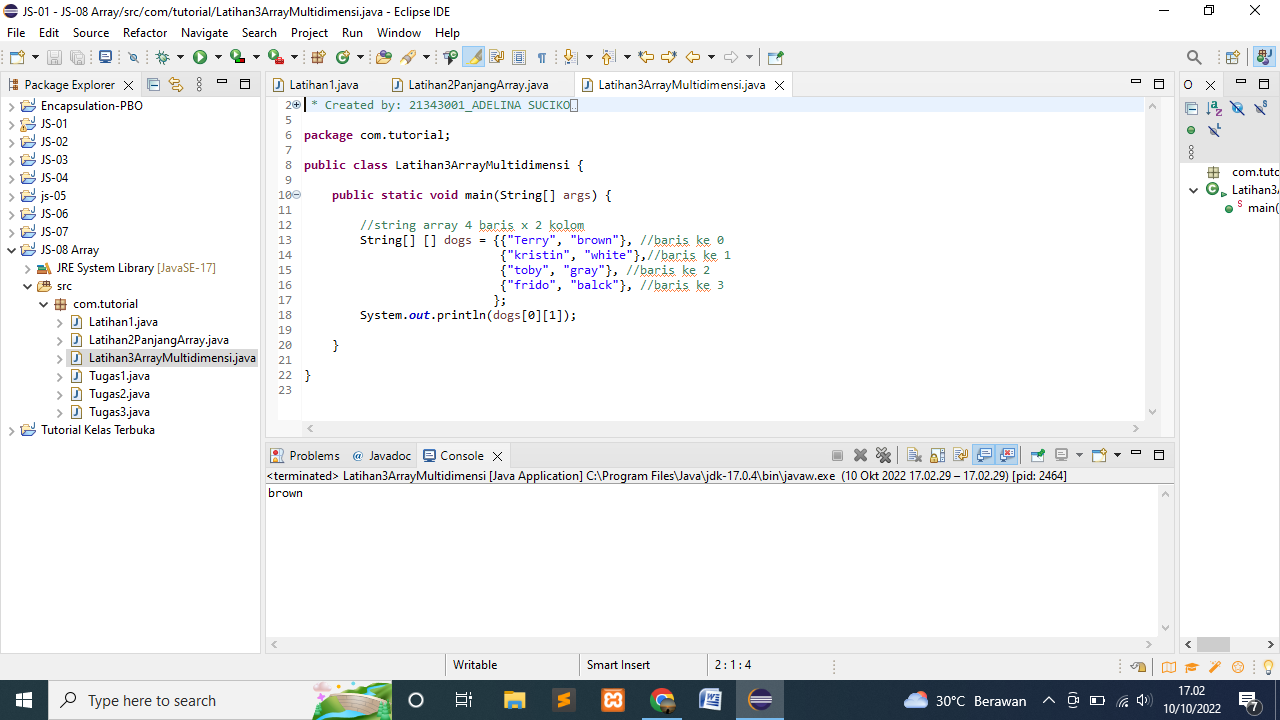 JS-01 - JS-08 Array/src/com/tutorial/Latihan3ArrayMultidimensi.java - Eclipse IDE
File Edit Source Refactor Navigate Search Project Run Window Help
Package Explorer
Encapsulation-PBO
JS-01
JS-02
JS-03
JS-04
js-05
JS-06
JS-07
JS-08 Array
JRE System Library [JavaSE-17]
src
com.tutorial
Latihan1.java
Latihan2PanjangArray.java
Latihan3ArrayMultidimensi.java
Tugas1.java
Tugas2.java
Tugas3.java
Tutorial Kelas Terbuka
Latihan1.java Latihan2PanjangArray.java Latihan3ArrayMultidimensi.java
2 * Created by: 21343001_ADELINA SUCIKO
5
6 package com.tutorial;
7
8 public class Latihan3ArrayMultidimensi {
9
10 public static void main(String[] args) {
11
12 //string array 4 baris x 2 kolom
13 String[] [] dogs = {{"Terry", "brown"}, //baris ke 0
14 {"kristin", "white"},//baris ke 1
15 {"toby", "gray"}, //baris ke 2
16 {"frido", "balck"}, //baris ke 3
17 };
18 System.out.println(dogs[0][1]);
19
20 }
21
22 }
23
O
com.tuto
Latihan3A
main(
Problems @ Javadoc Console
<terminated> Latihan3ArrayMultidimensi [Java Application] C:\Program Files\Java\jdk-17.0.4\bin\javaw.exe (10 Okt 2022 17.02.29 – 17.02.29) [pid: 2464]
brown
Writable Smart Insert 2 : 1 : 4
Type here to search
30°C Berawan
17.02
10/10/2022
7